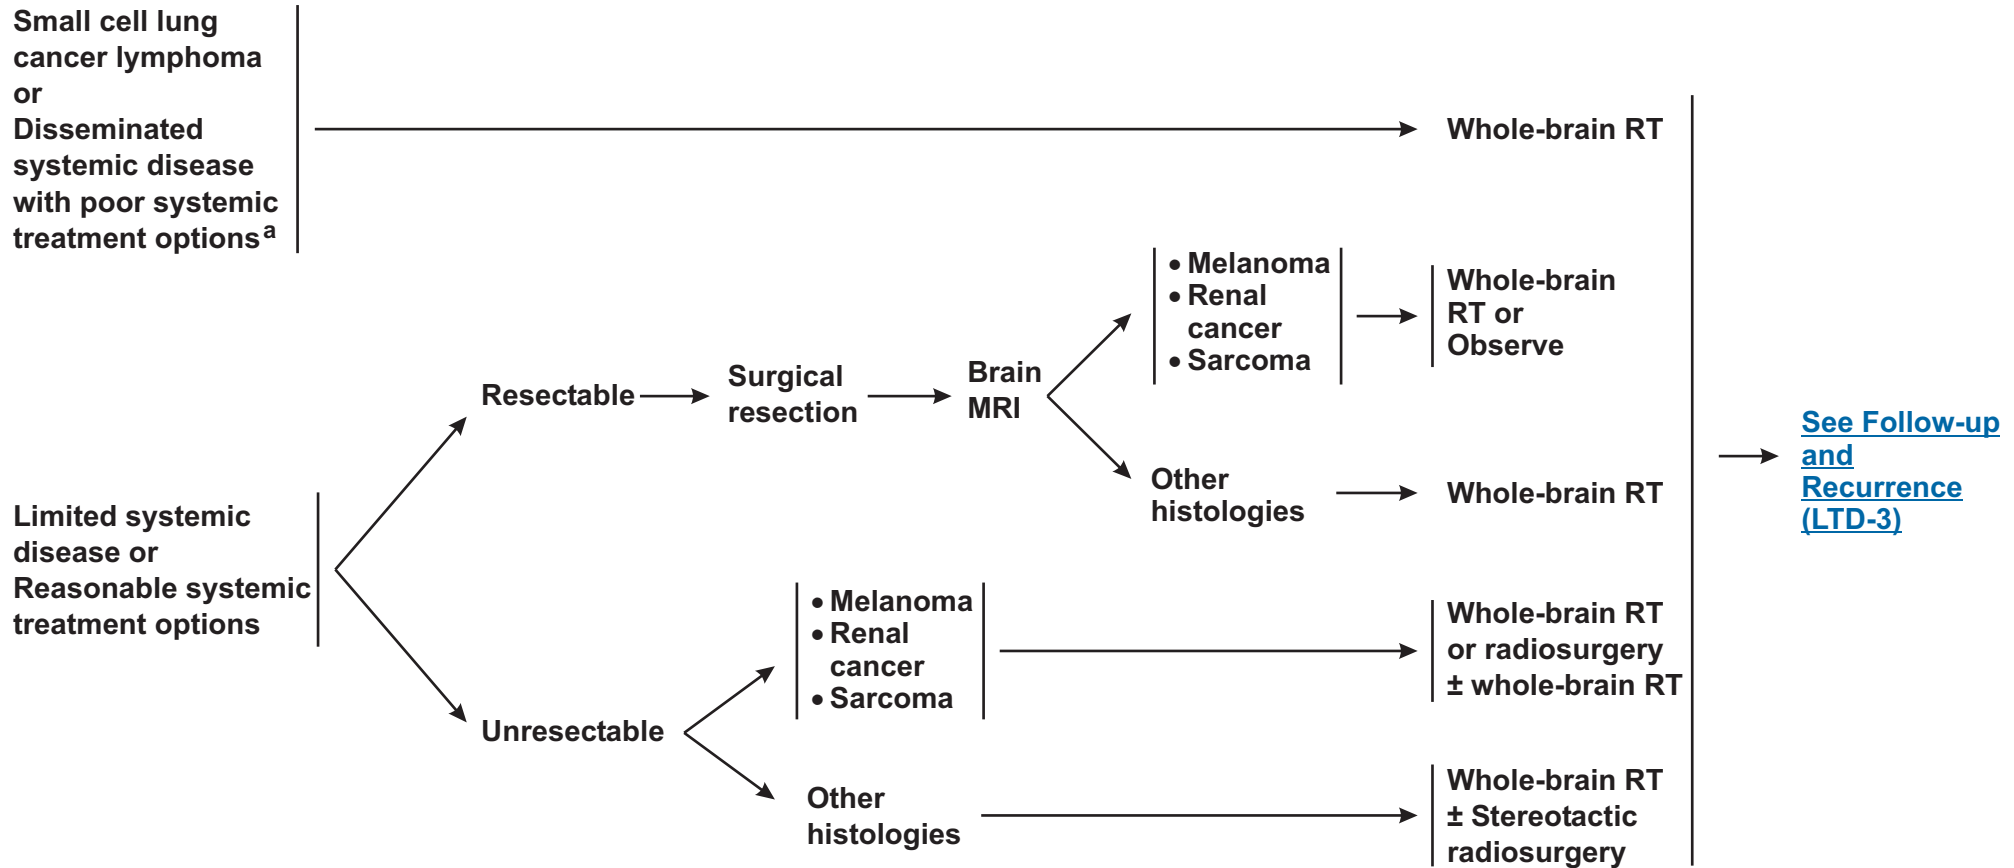 Small cell lung
cancer lymphoma
or
Disseminated
systemic disease
with poor systemic
treatment options a
Whole-brain RT
Limited systemic
disease or
Reasonable systemic
treatment options
Resectable
Surgical
resection
Brain
MRI
• Melanoma
• Renal
cancer
• Sarcoma
Whole-brain
RT or
Observe
Other
histologies
Whole-brain RT
Unresectable
• Melanoma
• Renal
cancer
• Sarcoma
Whole-brain RT
or radiosurgery
± whole-brain RT
Other
histologies
Whole-brain RT
± Stereotactic
radiosurgery
See Follow-up
and
Recurrence
(LTD-3)